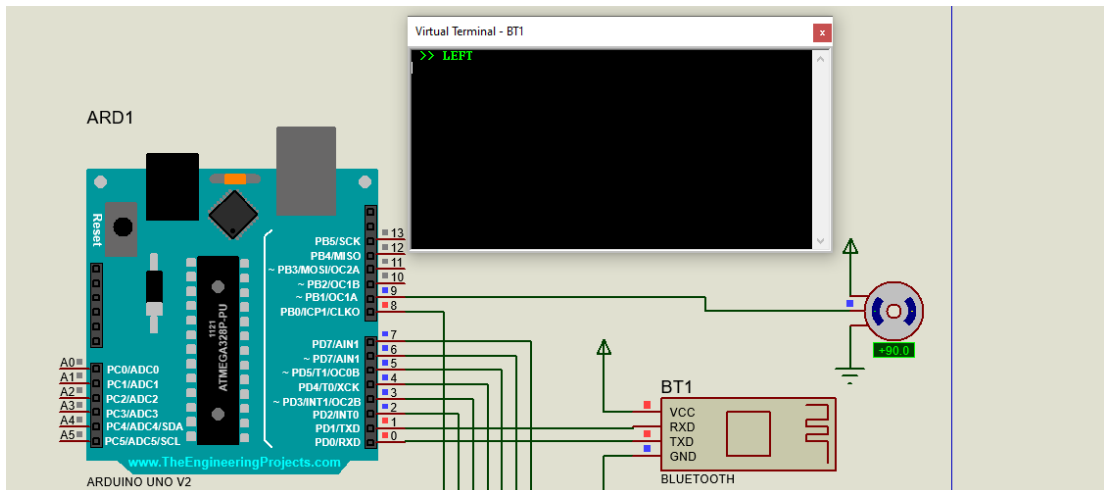 Virtual Terminal - BT1
x
>> LEFT
ARD1
Reset
1121
ATMEGA328P-PU
PB5/SCK 13
PB4/MISO 12
~ PB3/MOSI/OC2A 11
~ PB2/OC1B 10
~ PB1/OC1A 9
PB0/ICP1/CLKO 8
PD7/AIN1 7
~ PD7/AIN1 6
~ PD5/T1/OC0B 5
PD4/T0/XCK 4
~ PD3/INT1/OC2B 3
PD2/INT0 2
PD1/TXD 1
PD0/RXD 0
A0 PC0/ADC0
A1 PC1/ADC1
A2 PC2/ADC2
A3 PC3/ADC3
A4 PC4/ADC4/SDA
A5 PC5/ADC5/SCL
www.TheEngineeringProjects.com
ARDUINO UNO V2
+90.0
BT1
VCC
RXD
TXD
GND
BLUETOOTH